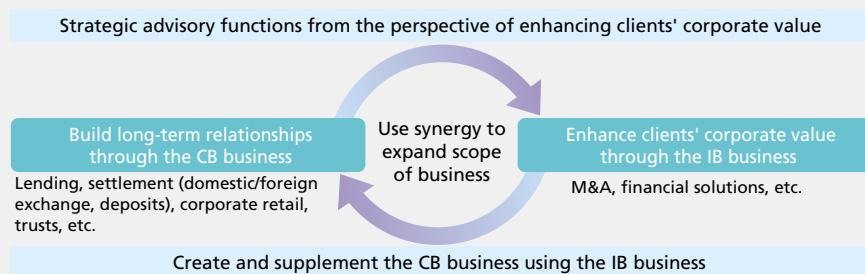 Strategic advisory functions from the perspective of enhancing clients' corporate value
Build long-term relationships
through the CB business
Use synergy to
expand scope
of business
Enhance clients' corporate value
through the IB business
Lending, settlement (domestic/foreign
exchange, deposits), corporate retail,
trusts, etc.
M&A, financial solutions, etc.
Create and supplement the CB business using the IB business